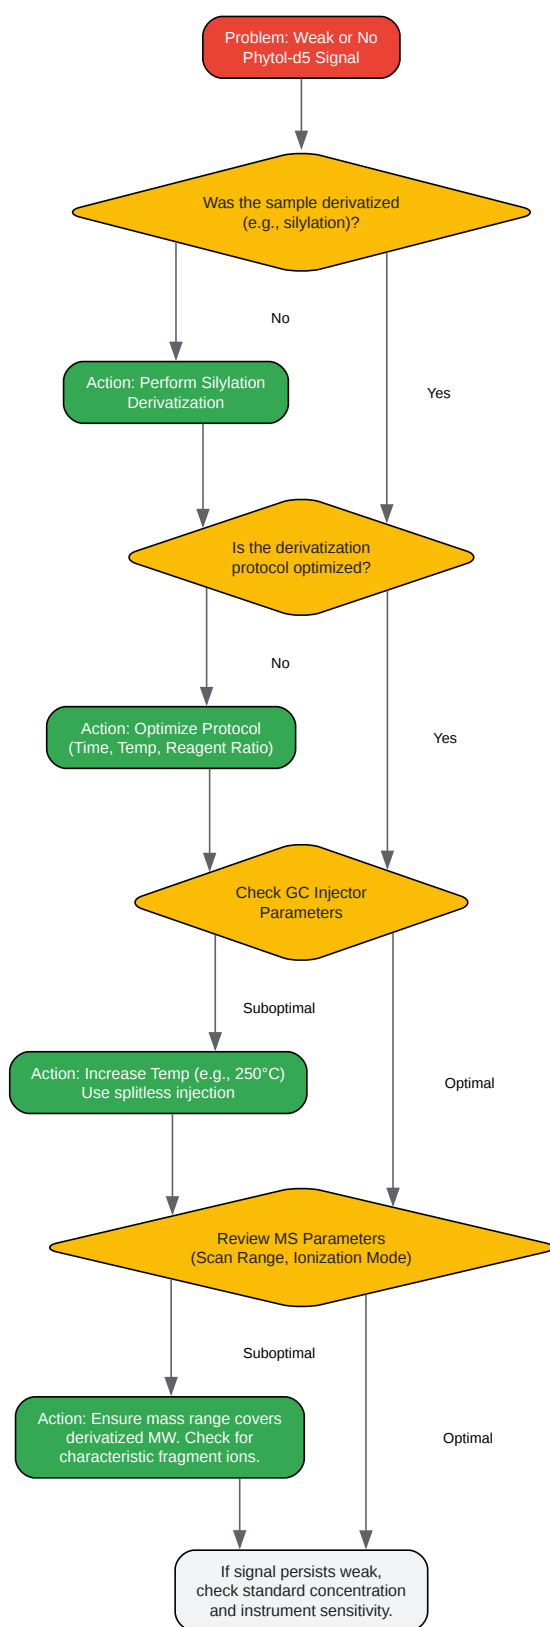 Problem: Weak or No
Phytol-d5 Signal
Was the sample derivatized
(e.g., silylation)?
No
Action: Perform Silylation
Derivatization
Yes
Is the derivatization
protocol optimized?
No
Action: Optimize Protocol
(Time, Temp, Reagent Ratio)
Yes
Check GC Injector
Parameters
Suboptimal
Action: Increase Temp (e.g., 250°C)
Use splitless injection
Optimal
Review MS Parameters
(Scan Range, Ionization Mode)
Suboptimal
Action: Ensure mass range covers
derivatized MW. Check for
characteristic fragment ions.
Optimal
If signal persists weak,
check standard concentration
and instrument sensitivity.